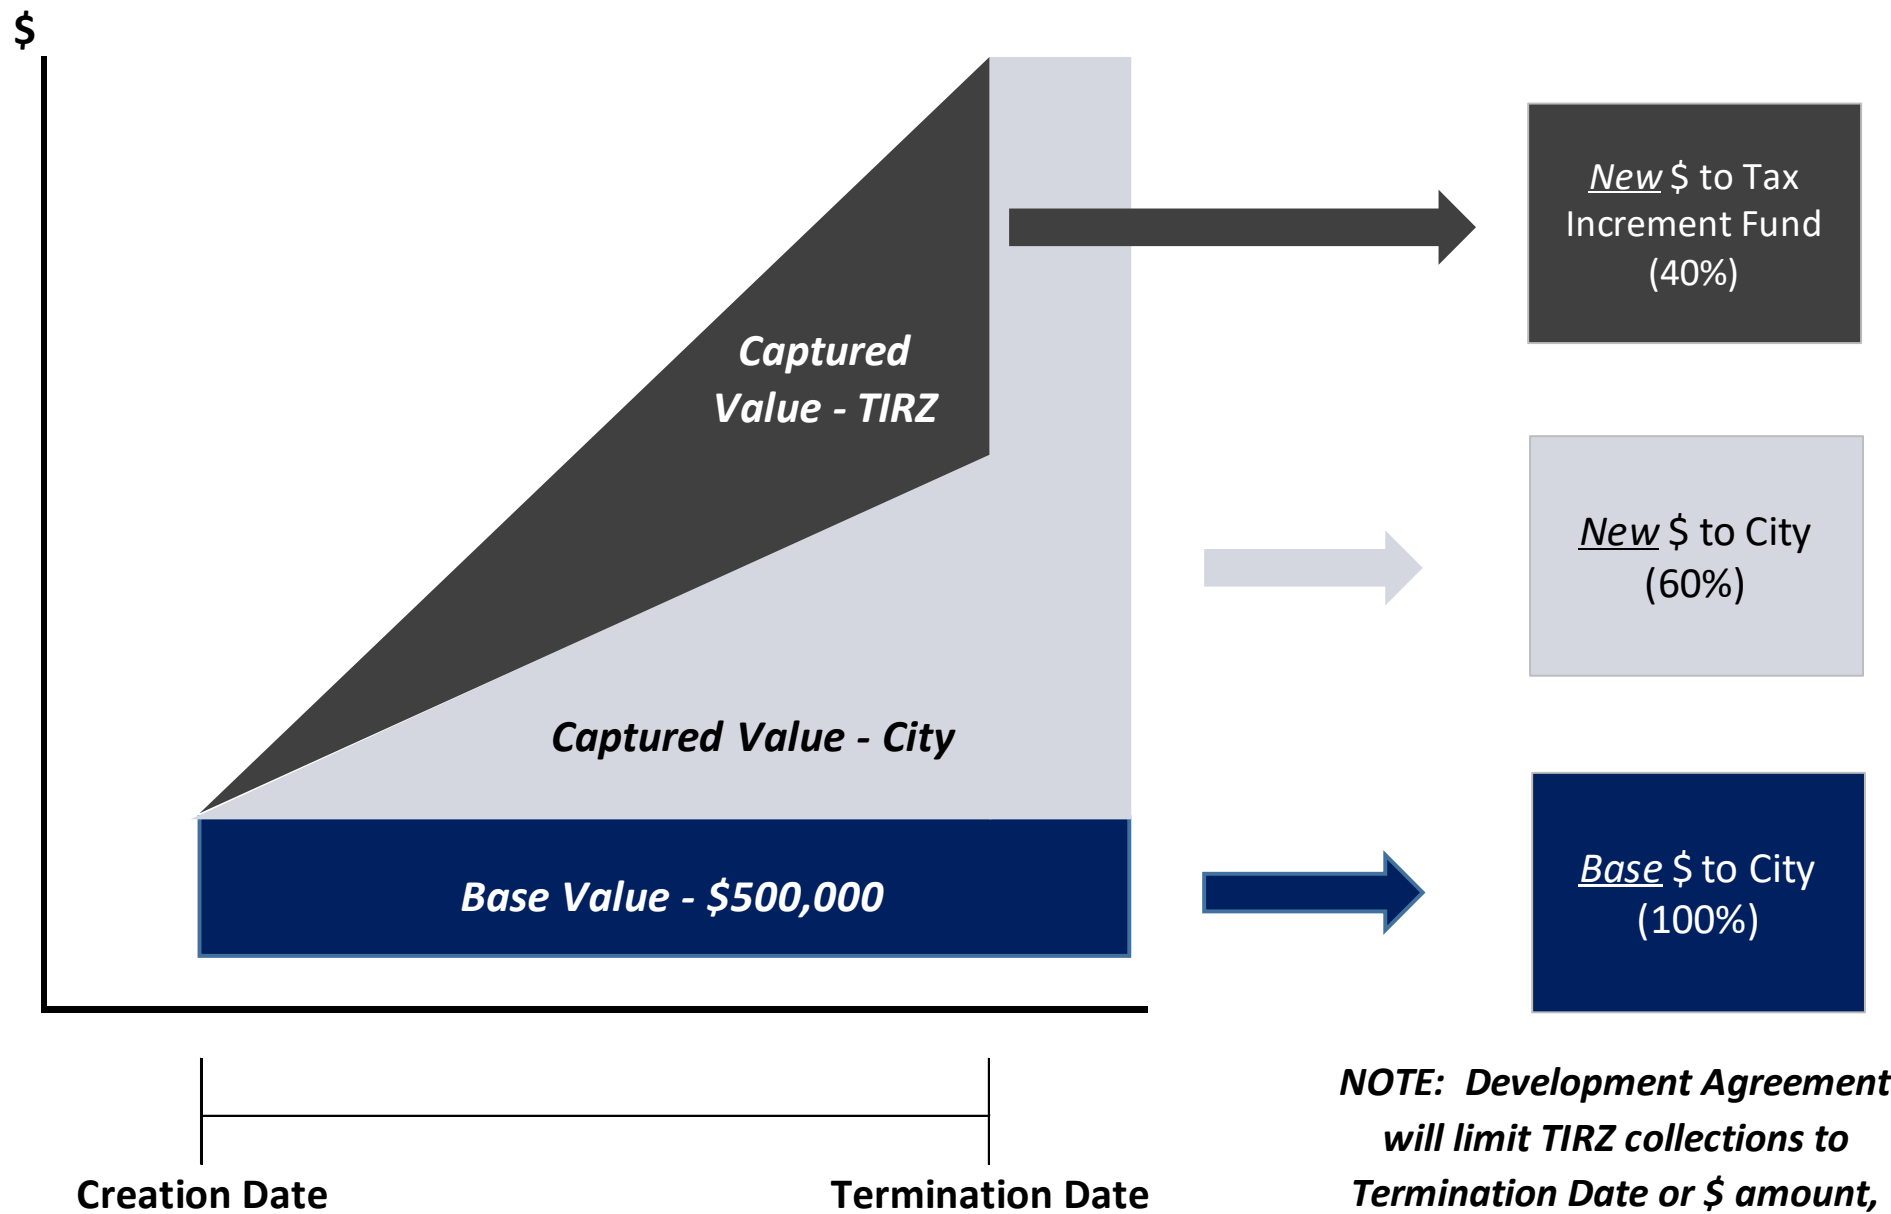 $
New $ to Tax
Increment Fund
(40%)
Captured
Value - TIRZ
New $ to City
(60%)
Captured Value - City
Base $ to City
(100%)
Base Value - $500,000
Creation Date
Termination Date
NOTE: Development Agreement
will limit TIRZ collections to
Termination Date or $ amount,